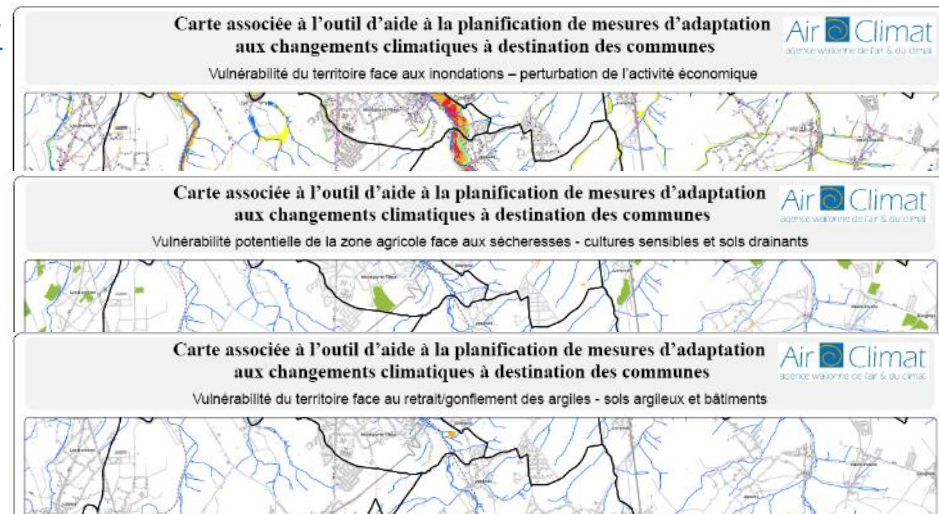 Carte associée à l'outil d'aide à la planification de mesures d'adaptation
aux changements climatiques à destination des communes
Air Climat
agence wallonne de l'air & du climat
Vulnérabilité du territoire face aux inondations – perturbation de l'activité économique
Carte associée à l'outil d'aide à la planification de mesures d'adaptation
aux changements climatiques à destination des communes
Air Climat
agence wallonne de l'air & du climat
Vulnérabilité potentielle de la zone agricole face aux sécheresses - cultures sensibles et sols drainants
Carte associée à l'outil d'aide à la planification de mesures d'adaptation
aux changements climatiques à destination des communes
Air Climat
agence wallonne de l'air & du climat
Vulnérabilité du territoire face au retrait/gonflement des argiles - sols argileux et bâtiments